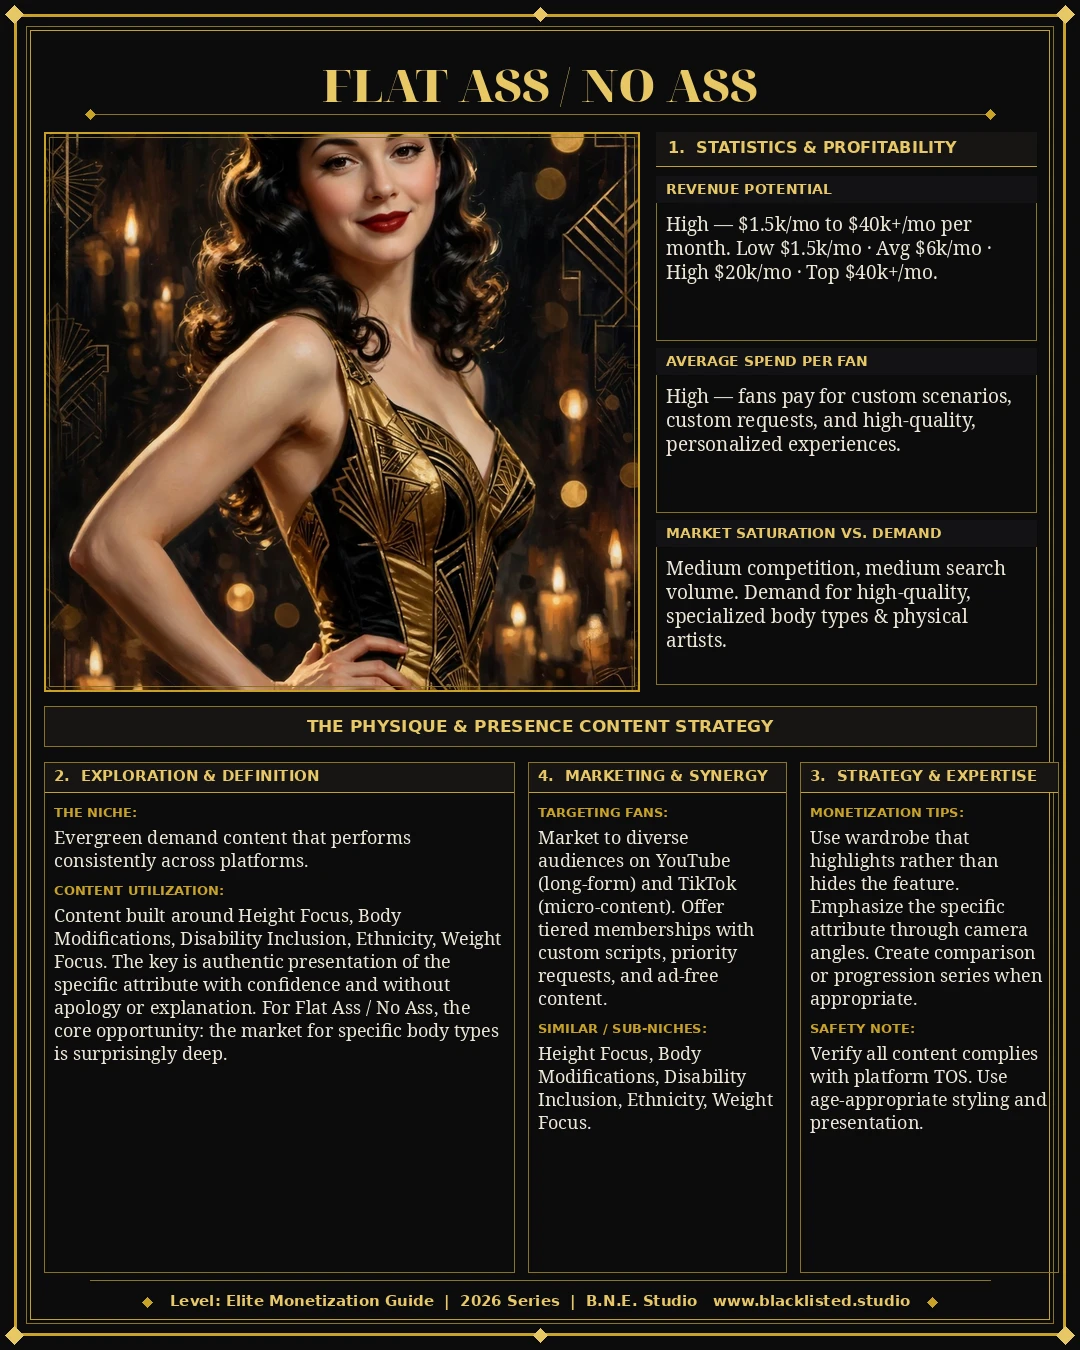 FLAT ASS / NO ASS
1. STATISTICS & PROFITABILITY
REVENUE POTENTIAL
High — $1.5k/mo to $40k+/mo per
month. Low $1.5k/mo · Avg $6k/mo ·
High $20k/mo · Top $40k+/mo.
AVERAGE SPEND PER FAN
High — fans pay for custom scenarios,
custom requests, and high-quality,
personalized experiences.
MARKET SATURATION VS. DEMAND
Medium competition, medium search
volume. Demand for high-quality,
specialized body types & physical
artists.
THE PHYSIQUE & PRESENCE CONTENT STRATEGY
2. EXPLORATION & DEFINITION
THE NICHE:
Evergreen demand content that performs
consistently across platforms.
CONTENT UTILIZATION:
Content built around Height Focus, Body
Modifications, Disability Inclusion, Ethnicity, Weight
Focus. The key is authentic presentation of the
specific attribute with confidence and without
apology or explanation. For Flat Ass / No Ass, the
core opportunity: the market for specific body types
is surprisingly deep.
4. MARKETING & SYNERGY
TARGETING FANS:
Market to diverse
audiences on YouTube
(long-form) and TikTok
(micro-content). Offer
tiered memberships with
custom scripts, priority
requests, and ad-free
content.
SIMILAR / SUB-NICHES:
Height Focus, Body
Modifications, Disability
Inclusion, Ethnicity, Weight
Focus.
3. STRATEGY & EXPERTISE
MONETIZATION TIPS:
Use wardrobe that
highlights rather than
hides the feature.
Emphasize the specific
attribute through camera
angles. Create comparison
or progression series when
appropriate.
SAFETY NOTE:
Verify all content complies
with platform TOS. Use
age-appropriate styling and
presentation.
Level: Elite Monetization Guide | 2026 Series | B.N.E. Studio www.blacklisted.studio